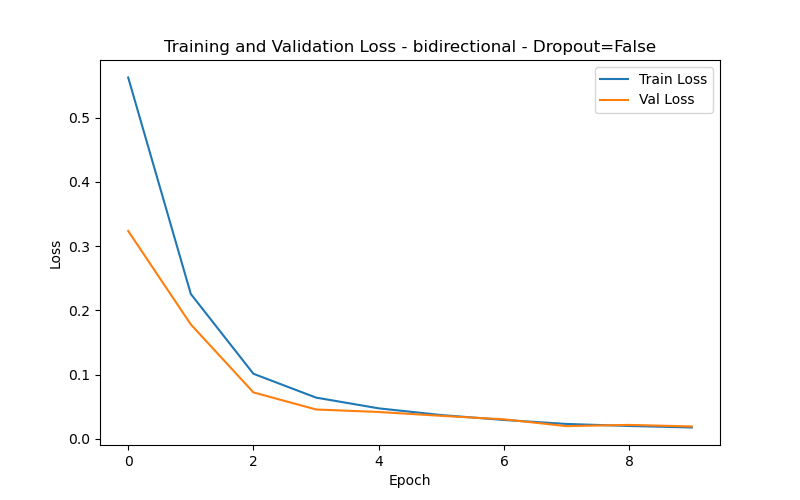 Training and Validation Loss - bidirectional - Dropout=False
Train Loss
Val Loss
Loss
0.5
0.4
0.3
0.2
0.1
0.0
0 2 4 6 8
Epoch